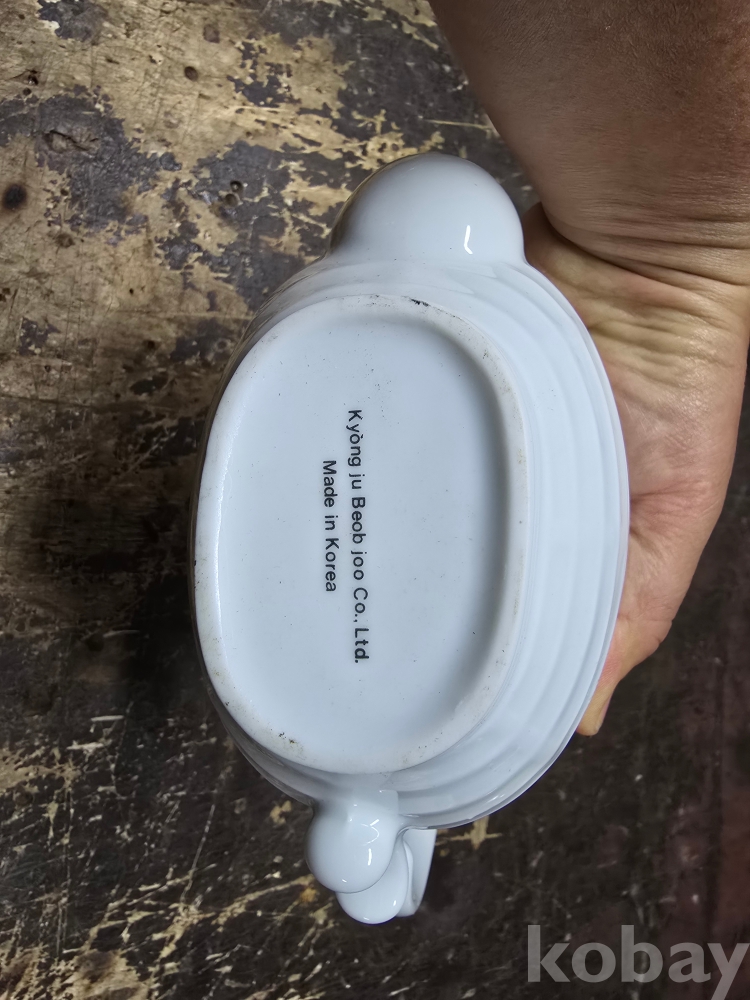 Kyòng ju Beob joo Co., Ltd.
Made in Korea
kobay